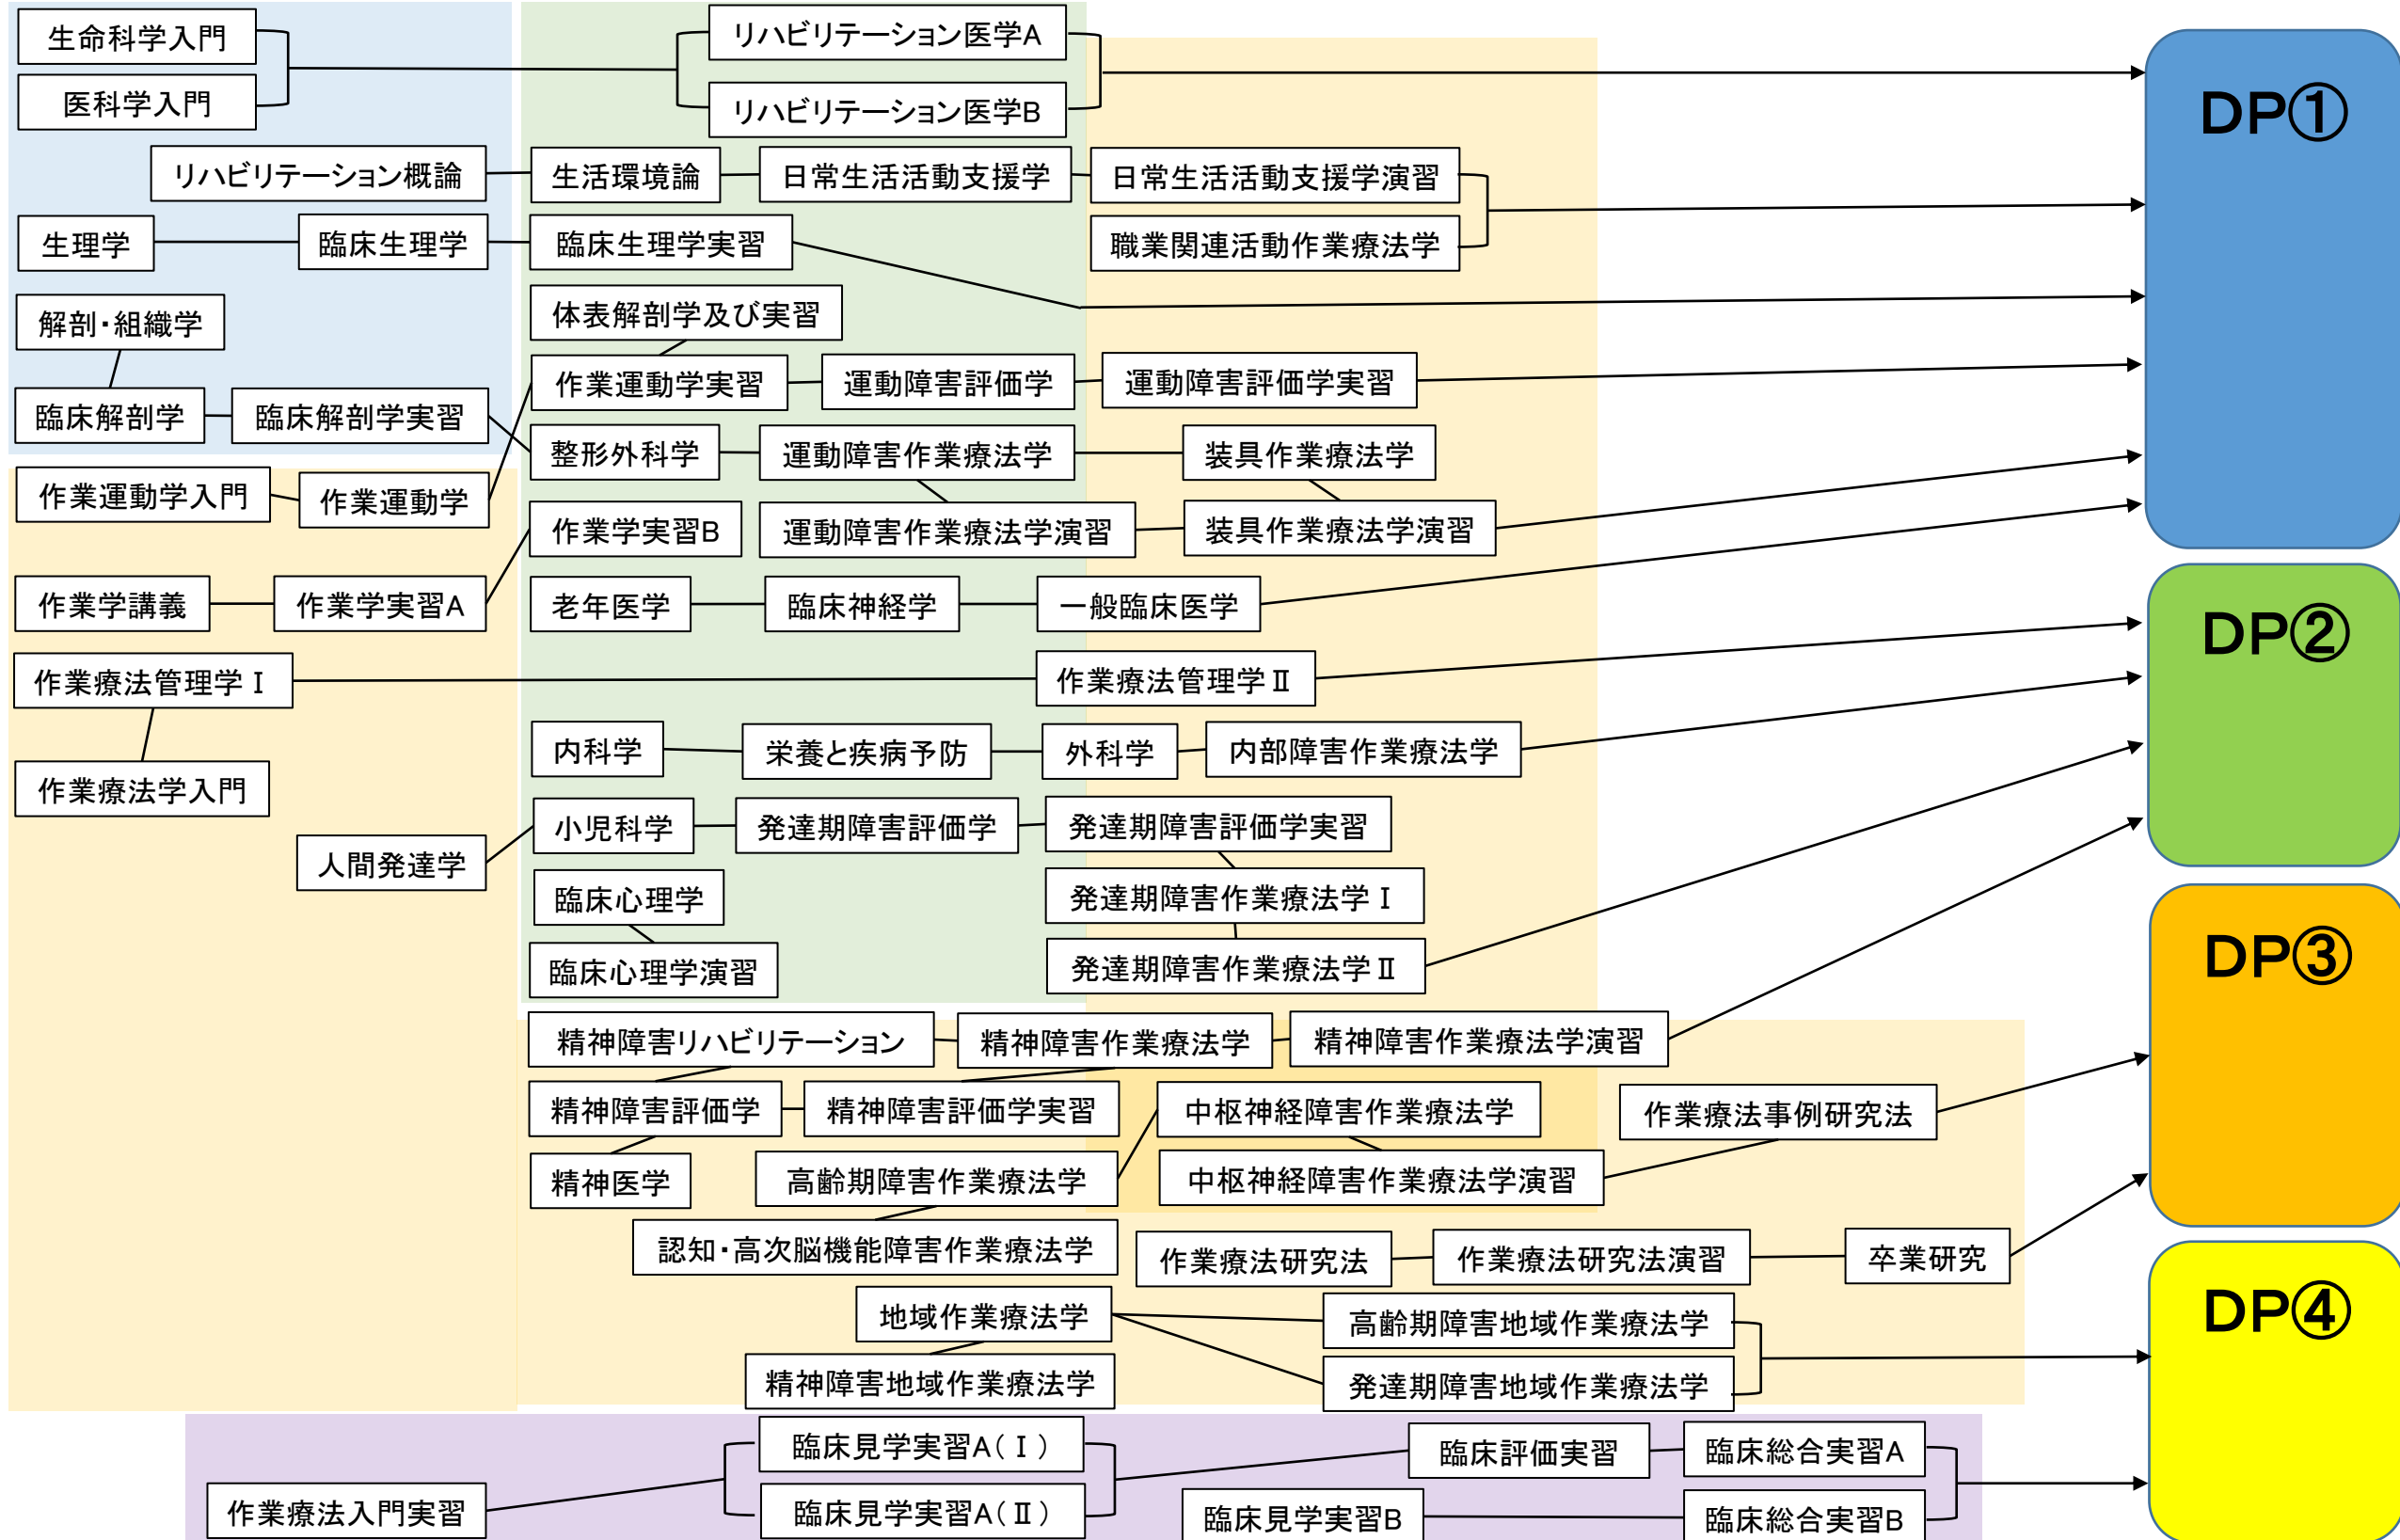 生命科学入門
リハビリテーション医学A
医科学入門
リハビリテーション医学B
DP①
リハビリテーション概論
生活環境論
日常生活活動支援学
日常生活活動支援学演習
生理学
臨床生理学
臨床生理学実習
職業関連活動作業療法学
解剖・組織学
体表解剖学及び実習
作業運動学実習
運動障害評価学
運動障害評価学実習
臨床解剖学
臨床解剖学実習
整形外科学
運動障害作業療法学
装具作業療法学
作業運動学入門
作業運動学
作業学実習B
運動障害作業療法学演習
装具作業療法学演習
作業学講義
作業学実習A
老年医学
臨床神経学
一般臨床医学
DP②
作業療法管理学Ⅰ
作業療法管理学Ⅱ
内科学
栄養と疾病予防
外科学
内部障害作業療法学
作業療法学入門
小児科学
発達期障害評価学
発達期障害評価学実習
人間発達学
臨床心理学
発達期障害作業療法学Ⅰ
臨床心理学演習
発達期障害作業療法学Ⅱ
DP③
精神障害リハビリテーション
精神障害作業療法学
精神障害作業療法学演習
精神障害評価学
精神障害評価学実習
中枢神経障害作業療法学
作業療法事例研究法
精神医学
高齢期障害作業療法学
中枢神経障害作業療法学演習
認知・高次脳機能障害作業療法学
作業療法研究法
作業療法研究法演習
卒業研究
DP④
地域作業療法学
高齢期障害地域作業療法学
精神障害地域作業療法学
発達期障害地域作業療法学
臨床見学実習A(Ⅰ)
臨床評価実習
臨床総合実習A
作業療法入門実習
臨床見学実習A(Ⅱ)
臨床見学実習B
臨床総合実習B